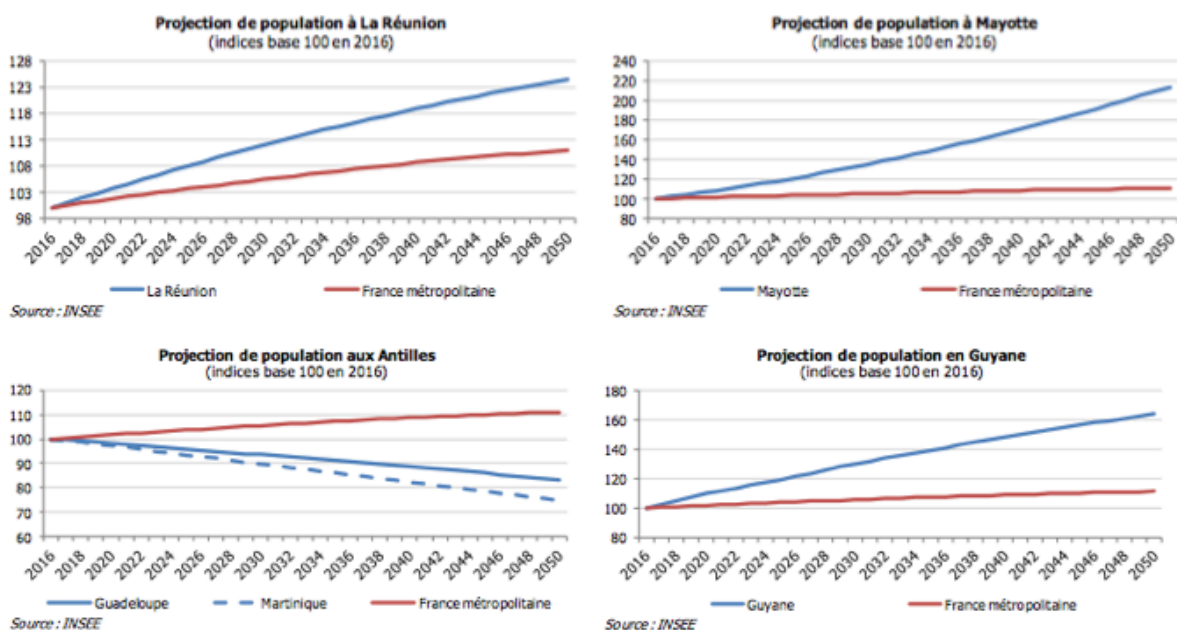 Projection de population à La Réunion
(indices base 100 en 2016)
128
123
118
113
108
103
98
2016 2018 2020 2022 2024 2026 2028 2030 2032 2034 2036 2038 2040 2042 2044 2046 2048 2050
La Réunion France métropolitaine
Source : INSEE
Projection de population à Mayotte
(indices base 100 en 2016)
240
220
200
180
160
140
120
100
80
2016 2018 2020 2022 2024 2026 2028 2030 2032 2034 2036 2038 2040 2042 2044 2046 2048 2050
Mayotte France métropolitaine
Source : INSEE
Projection de population aux Antilles
(indices base 100 en 2016)
120
110
100
90
80
70
60
2016 2018 2020 2022 2024 2026 2028 2030 2032 2034 2036 2038 2040 2042 2044 2046 2048 2050
Guadeloupe Martinique France métropolitaine
Source : INSEE
Projection de population en Guyane
(indices base 100 en 2016)
180
160
140
120
100
80
2016 2018 2020 2022 2024 2026 2028 2030 2032 2034 2036 2038 2040 2042 2044 2046 2048 2050
Guyane France métropolitaine
Source : INSEE